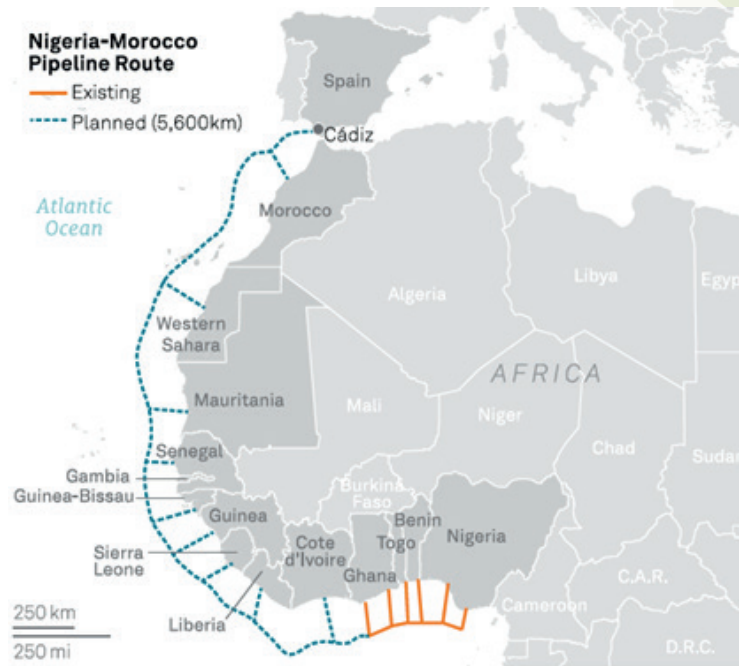 Nigeria-Morocco
Pipeline Route
Existing
Planned (5,600km)
Spain
Cádiz
Atlantic
Ocean
Morocco
Algeria
Libya
Egyp
Western
Sahara
AFRICA
Mauritania
Mali
Niger
Chad
Sudan
Senegal
Gambia
Guinea-Bissau
Burkina
Faso
Guinea
Benin
Nigeria
Togo
Cote
d'Ivoire
Ghana
Sierra
Leone
C.A.R.
Cameroon
Liberia
250 km
250 mi
D.R.C.